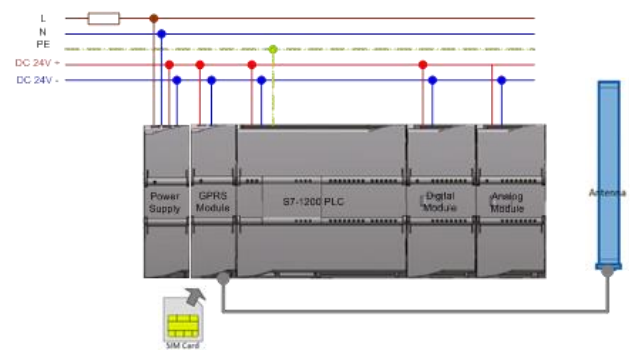 L
N
PE
DC 24V +
DC 24V -
Power
Supply
GPRS
Module
S7-1200 PLC
Digital
Module
Analog
Module
Antenna
SIM Card